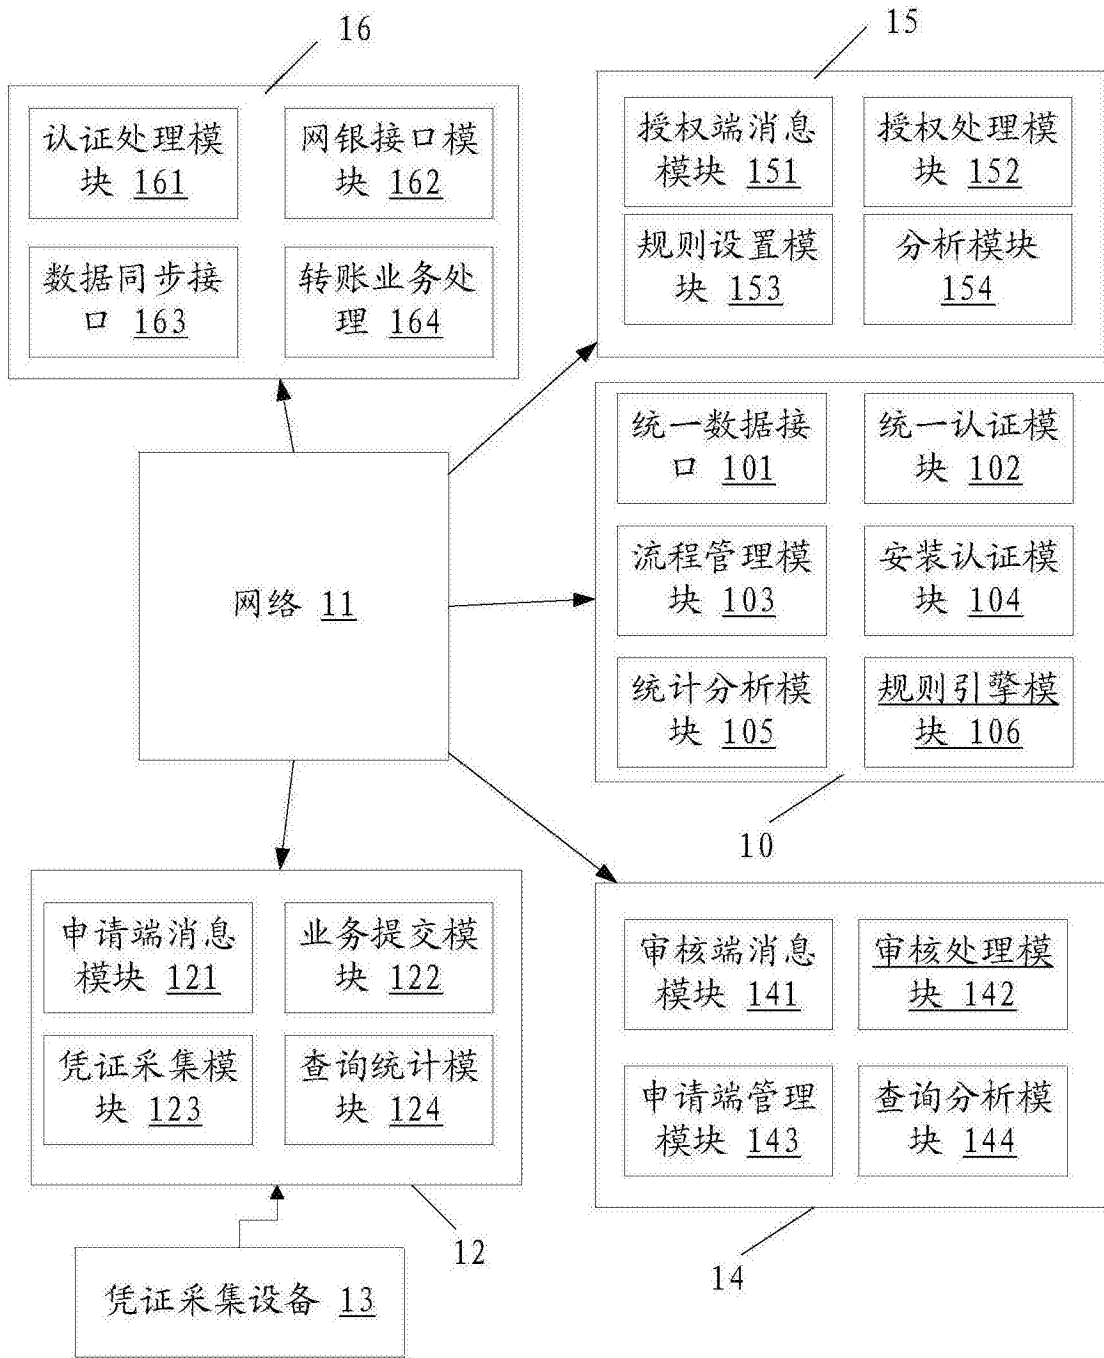 16
认证处理模
块 161
网银接口模
块 162
数据同步接
口 163
转账业务处
理 164
15
授权端消息
模块 151
授权处理模
块 152
规则设置模
块 153
分析模块
154
统一数据接
口 101
统一认证模
块 102
流程管理模
块 103
安装认证模
块 104
统计分析模
块 105
规则引擎模
块 106
10
网络 11
申请端消息
模块 121
业务提交模
块 122
凭证采集模
块 123
查询统计模
块 124
12
凭证采集设备 13
审核端消息
模块 141
审核处理模
块 142
申请端管理
模块 143
查询分析模
块 144
14